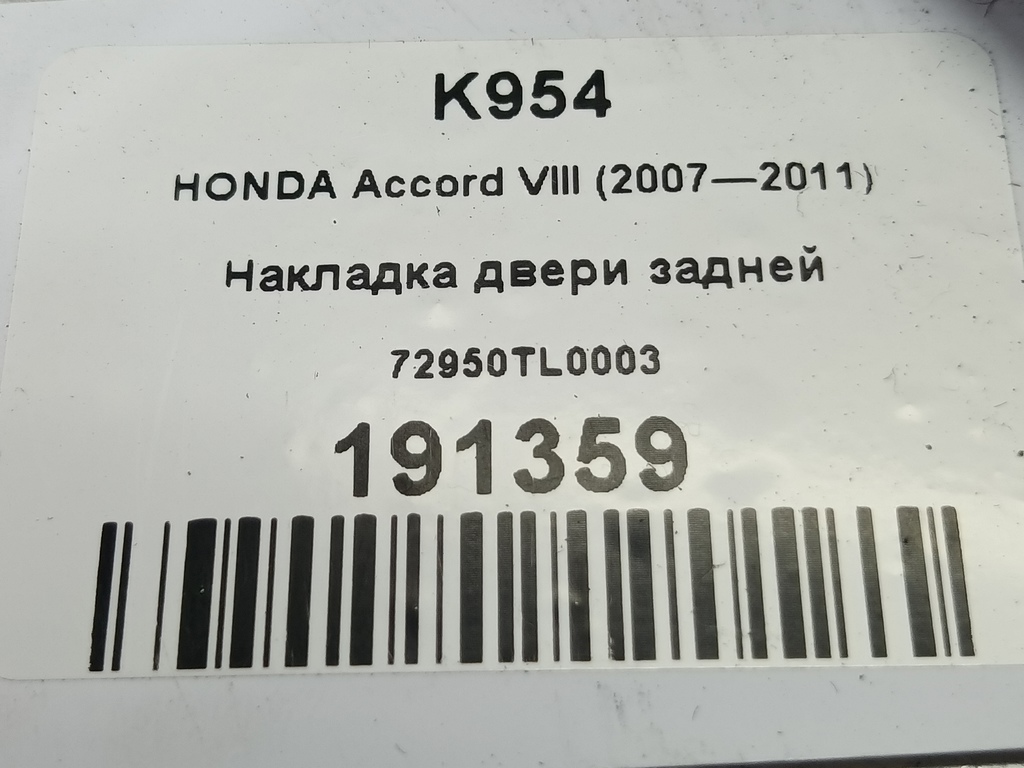 K954
HONDA Accord VIII (2007—2011)
Накладка двери задней
72950TL0003
191359